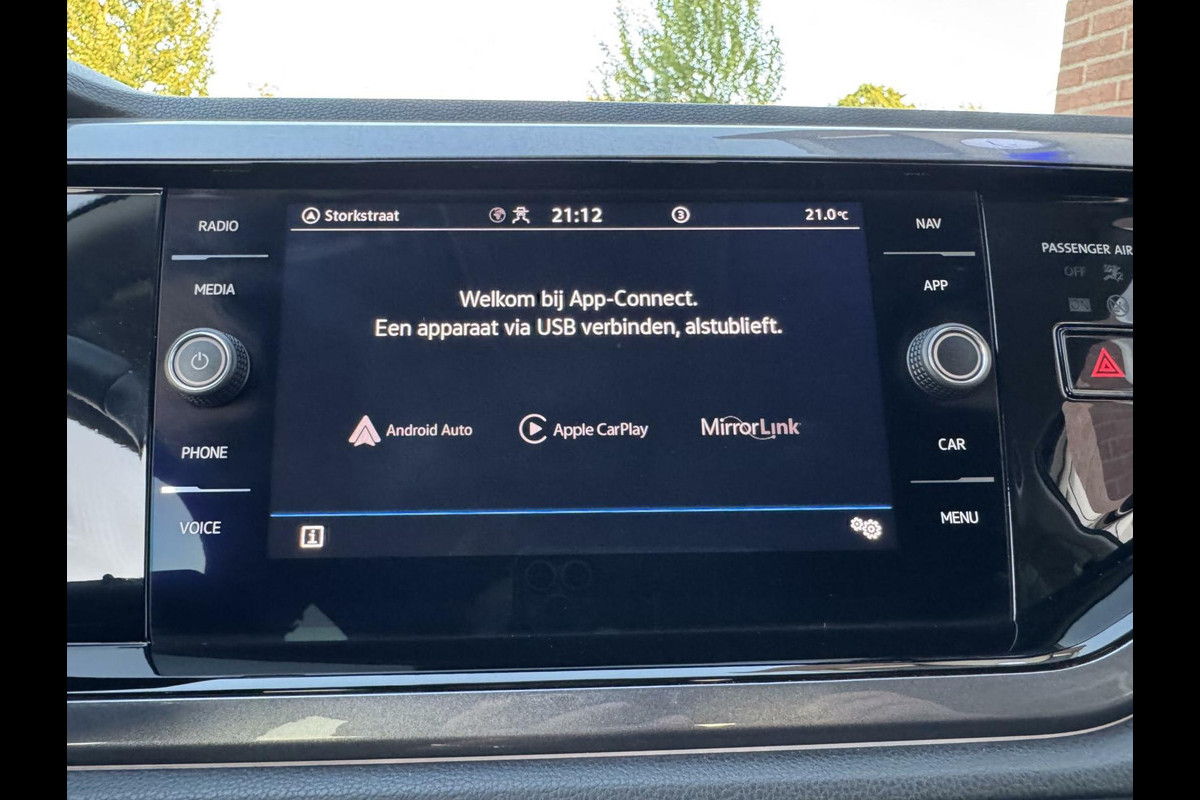 RADIO
MEDIA
PHONE
VOICE
Storkstraat
21:12
3
21.0°C
Welkom bij App-Connect.
Een apparaat via USB verbinden, alstublieft.
Android Auto
Apple CarPlay
MirrorLink
i
NAV
APP
CAR
MENU
PASSENGER AIR
OFF